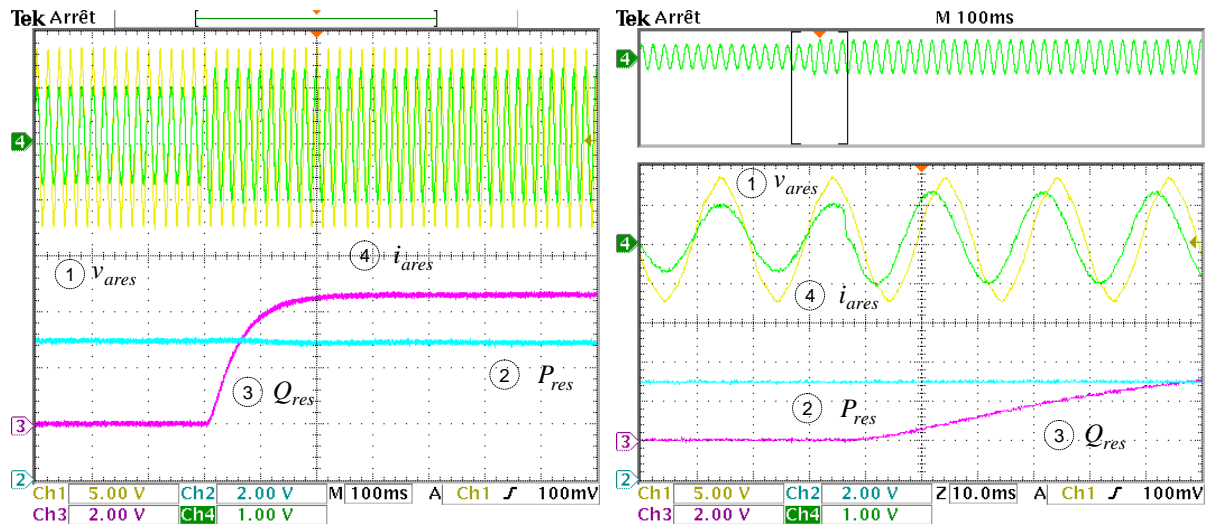 Tek Arrêt
4
1 v_ares
4 i_ares
3 Q_res
2 P_res
3
2
Ch1 5.00 V Ch2 2.00 V M 100ms A Ch1 100mV
Ch3 2.00 V Ch4 1.00 V
Tek Arrêt M 100ms
4
1 v_ares
4
4 i_ares
2 P_res
3 Q_res
3
2
Ch1 5.00 V Ch2 2.00 V Z 10.0ms A Ch1 100mV
Ch3 2.00 V Ch4 1.00 V